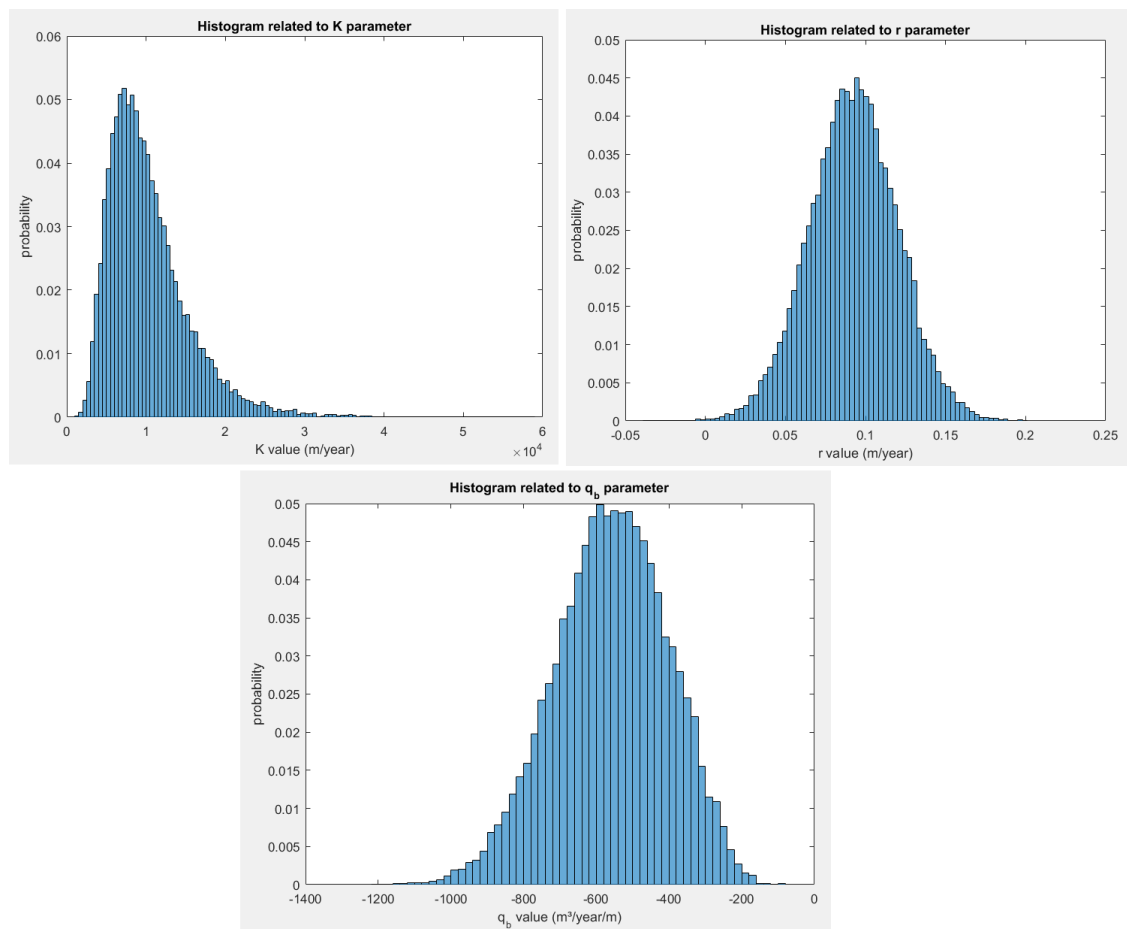 Histogram related to K parameter
0.06
0.05
0.04
0.03
0.02
0.01
0
probability
0 1 2 3 4 5 6
×10⁴
K value (m/year)
Histogram related to r parameter
0.05
0.045
0.04
0.035
0.03
0.025
0.02
0.015
0.01
0.005
0
probability
-0.05 0 0.05 0.1 0.15 0.2 0.25
r value (m/year)
Histogram related to q_b parameter
0.05
0.045
0.04
0.035
0.03
0.025
0.02
0.015
0.01
0.005
0
probability
-1400 -1200 -1000 -800 -600 -400 -200 0
q_b value (m³/year/m)